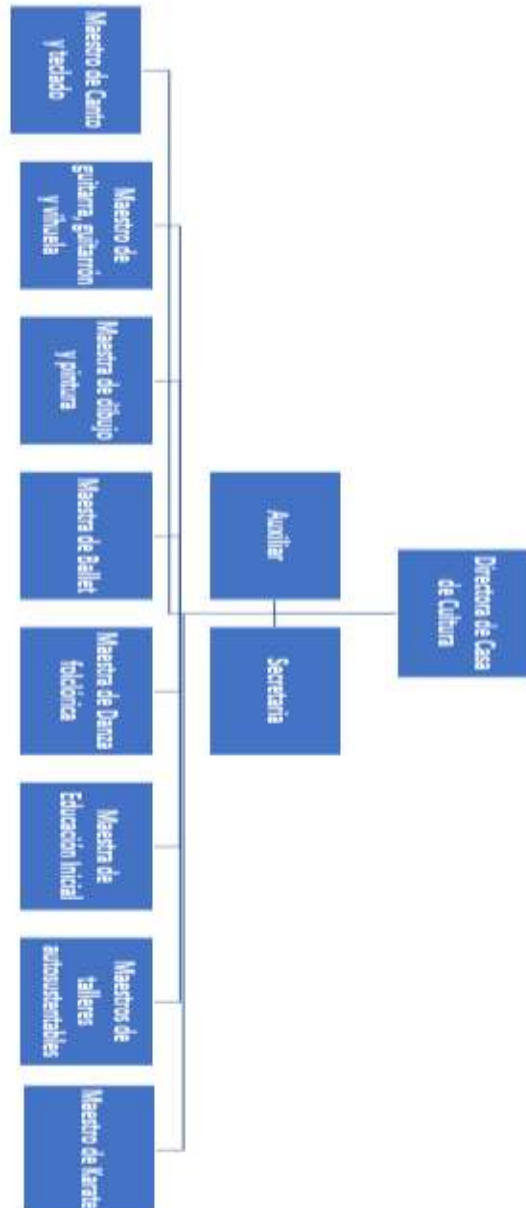 Directora de Casa
de Cultura
Auxiliar
Secretaria
Maestro de Canto
y teclado
Maestro de
guitarra, guitarrón
y vihuela
Maestra de dibujo
y pintura
Maestra de Ballet
Maestra de Danza
folclórica
Maestra de
Educación Inicial
Maestros de
talleres
autosustentables
Maestro de Karate